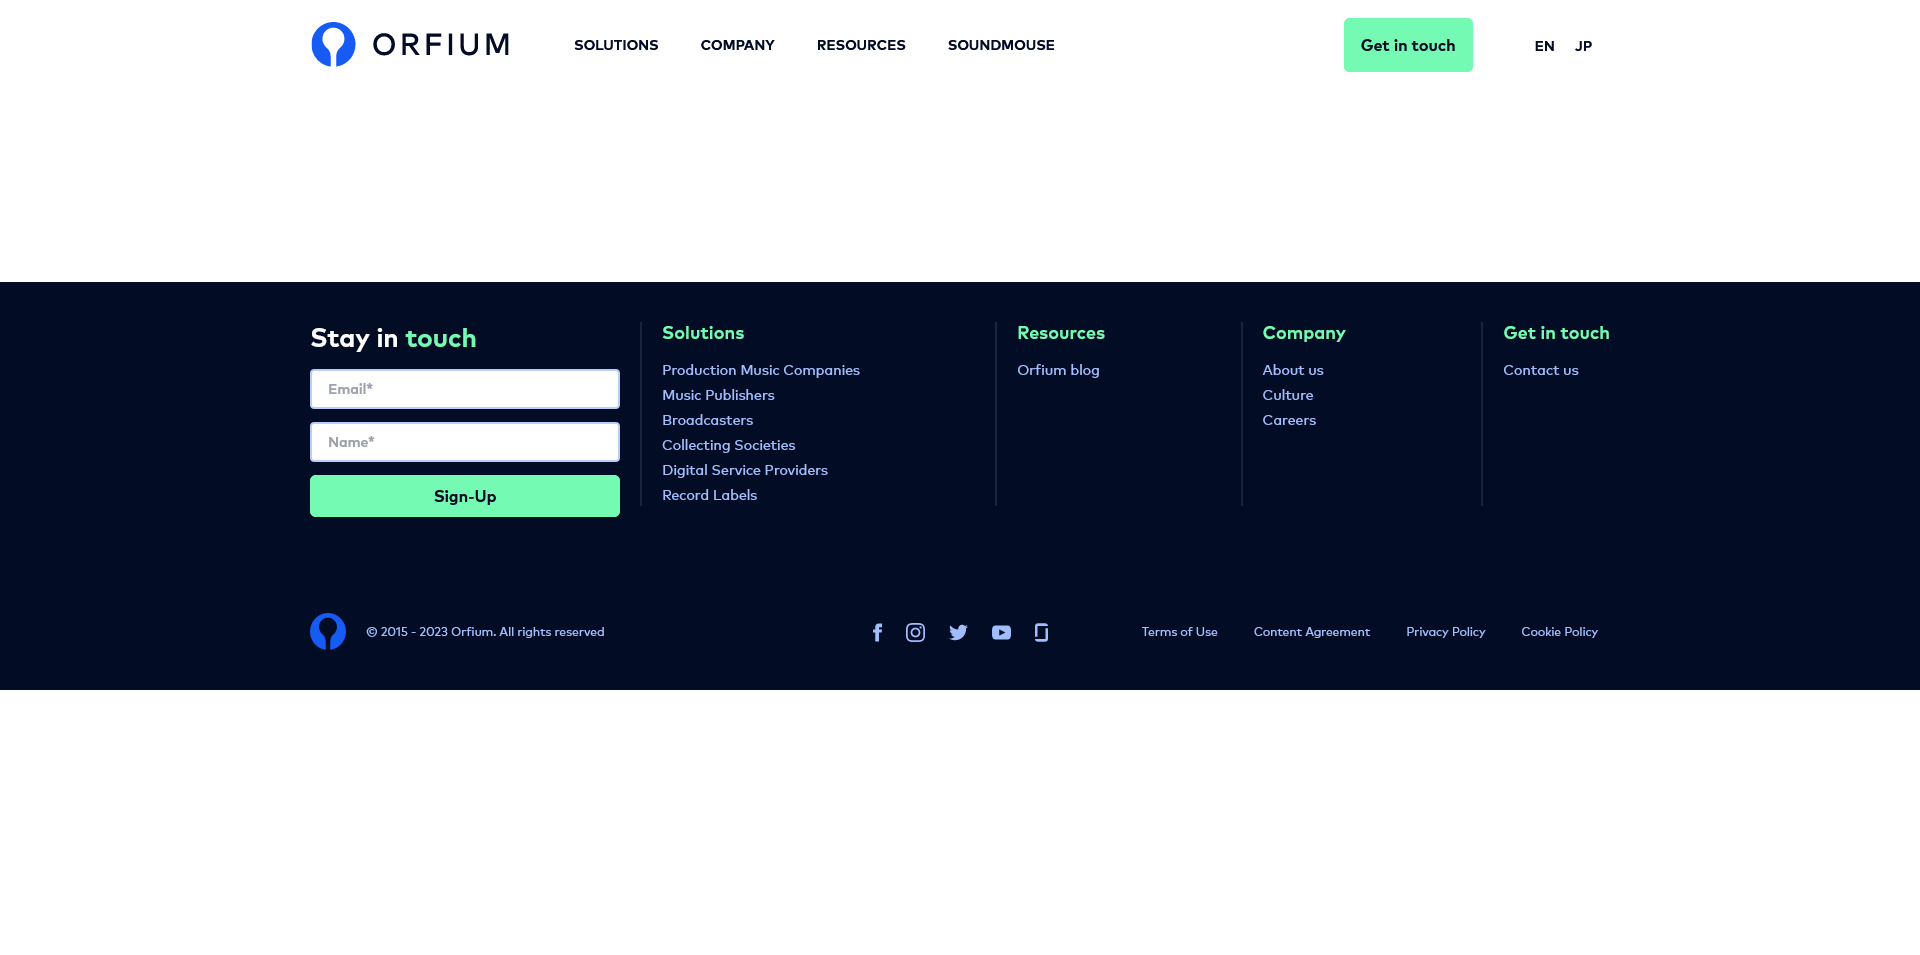 ORFIUM
SOLUTIONS
COMPANY
RESOURCES
SOUNDMOUSE
Get in touch
EN
JP
Stay in touch
Email*
Name*
Sign-Up
Solutions
Production Music Companies
Music Publishers
Broadcasters
Collecting Societies
Digital Service Providers
Record Labels
Resources
Orfium blog
Company
About us
Culture
Careers
Get in touch
Contact us
© 2015 - 2023 Orfium. All rights reserved
Terms of Use
Content Agreement
Privacy Policy
Cookie Policy